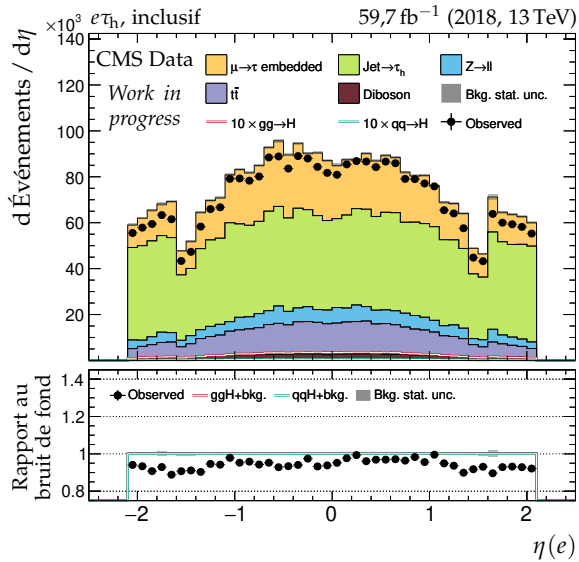 eτh, inclusif 59,7 fb⁻¹ (2018, 13 TeV)
×10³
140
120
100
80
60
40
20
dÉvénements / dη
CMS Data
Work in
progress
μ→τ embedded Jet→τh Z→ll
tt̄ Diboson Bkg. stat. unc.
10 × gg→H 10 × qq→H Observed
1.4
1.2
1
0.8
Rapport au
bruit de fond
Observed ggH+bkg. qqH+bkg. Bkg. stat. unc.
−2 −1 0 1 2
η(e)